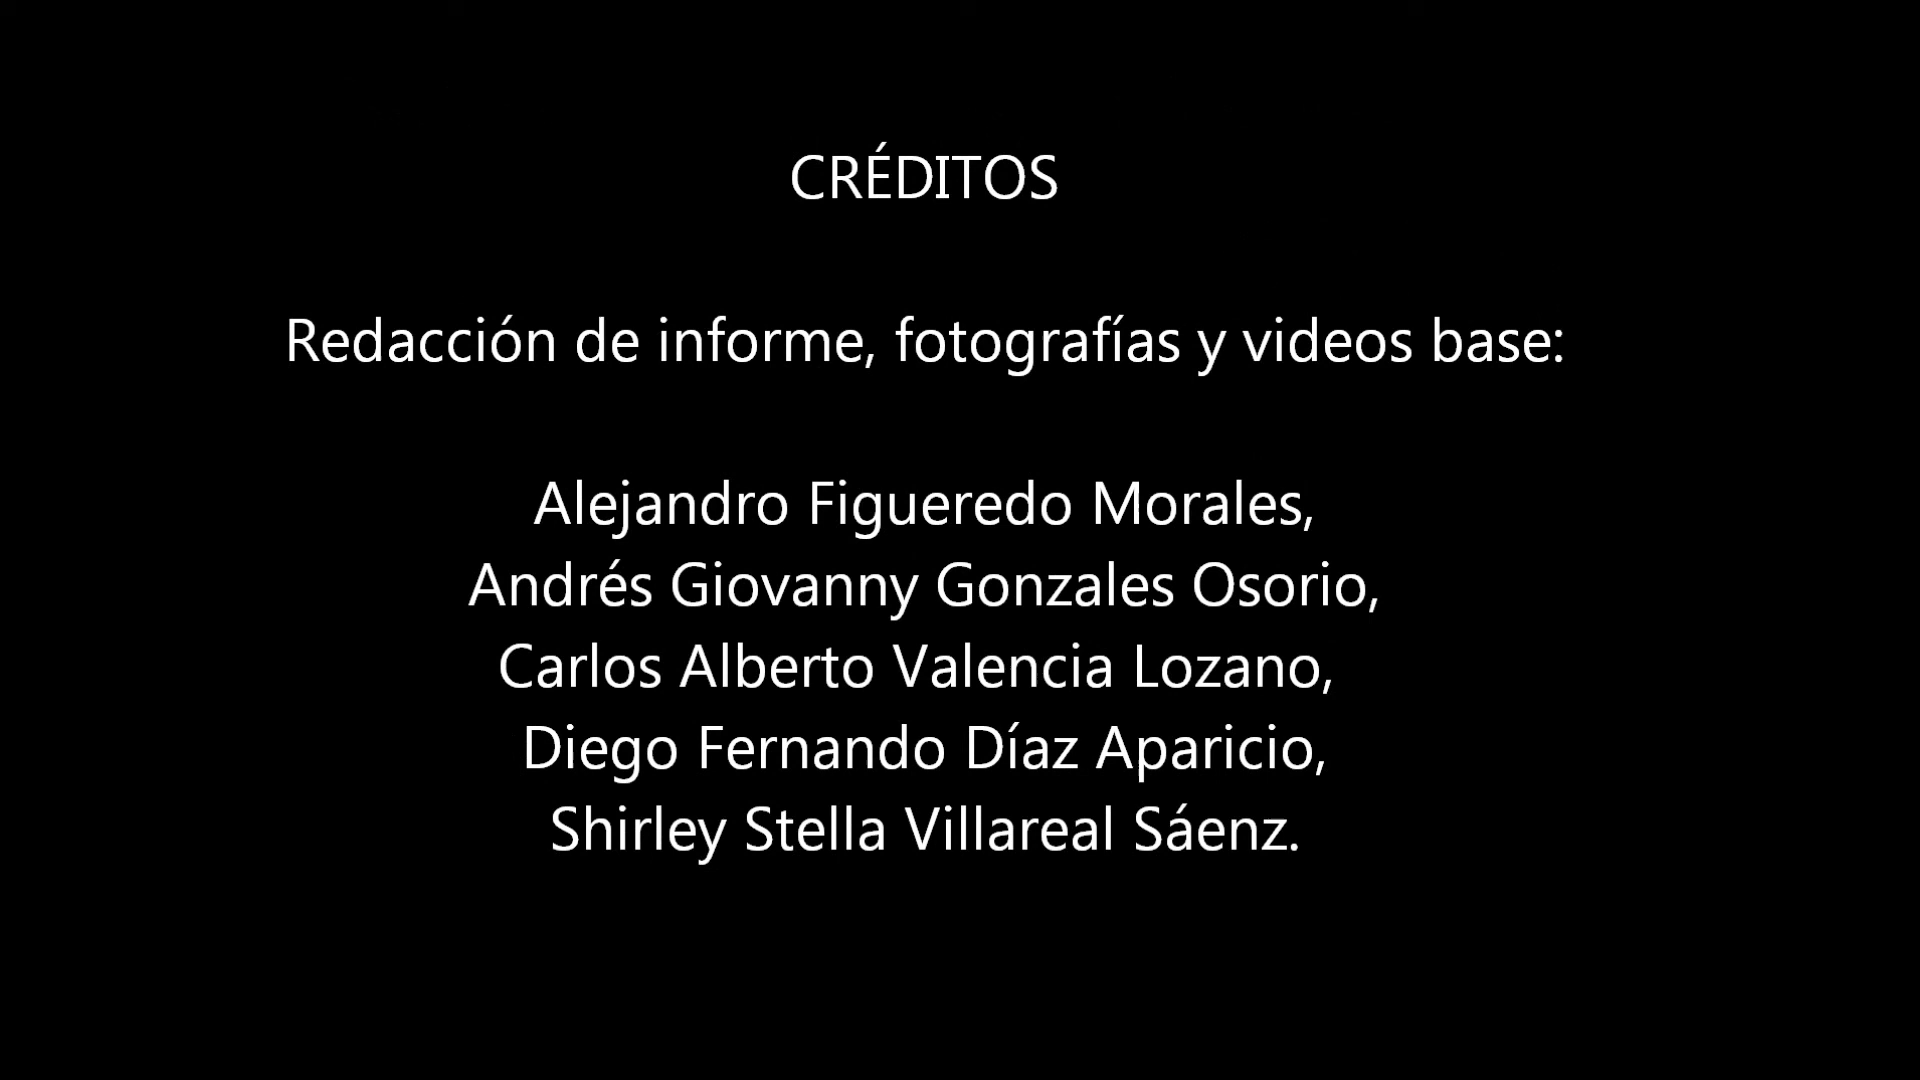 CRÉDITOS
Redacción de informe, fotografías y videos base:
Alejandro Figueredo Morales,
Andrés Giovanny Gonzales Osorio,
Carlos Alberto Valencia Lozano,
Diego Fernando Díaz Aparicio,
Shirley Stella Villareal Sáenz.